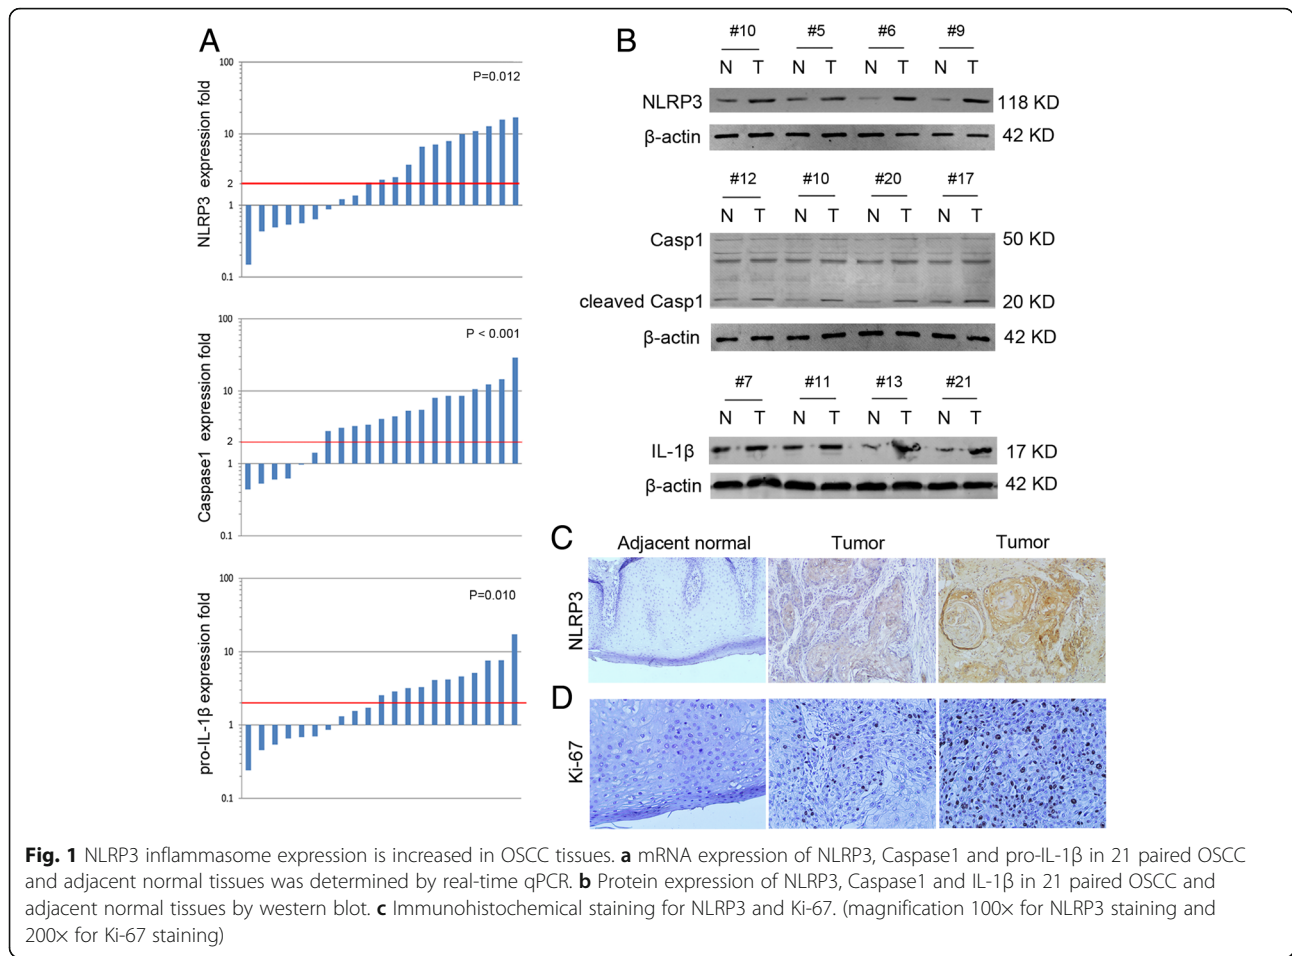 A
100
P=0.012
10
2
1
0.1
NLRP3 expression fold
100
P < 0.001
10
2
1
0.1
Caspase1 expression fold
100
P=0.010
10
1
0.1
pro-IL-1β expression fold
B
#10 #5 #6 #9
N T N T N T N T
NLRP3 118 KD
β-actin 42 KD
#12 #10 #20 #17
N T N T N T N T
Casp1 50 KD
cleaved Casp1 20 KD
β-actin 42 KD
#7 #11 #13 #21
N T N T N T N T
IL-1β 17 KD
β-actin 42 KD
C
Adjacent normal Tumor Tumor
NLRP3
D
Ki-67
Fig. 1 NLRP3 inflammasome expression is increased in OSCC tissues. a mRNA expression of NLRP3, Caspase1 and pro-IL-1β in 21 paired OSCC
and adjacent normal tissues was determined by real-time qPCR. b Protein expression of NLRP3, Caspase1 and IL-1β in 21 paired OSCC and
adjacent normal tissues by western blot. c Immunohistochemical staining for NLRP3 and Ki-67. (magnification 100× for NLRP3 staining and
200× for Ki-67 staining)